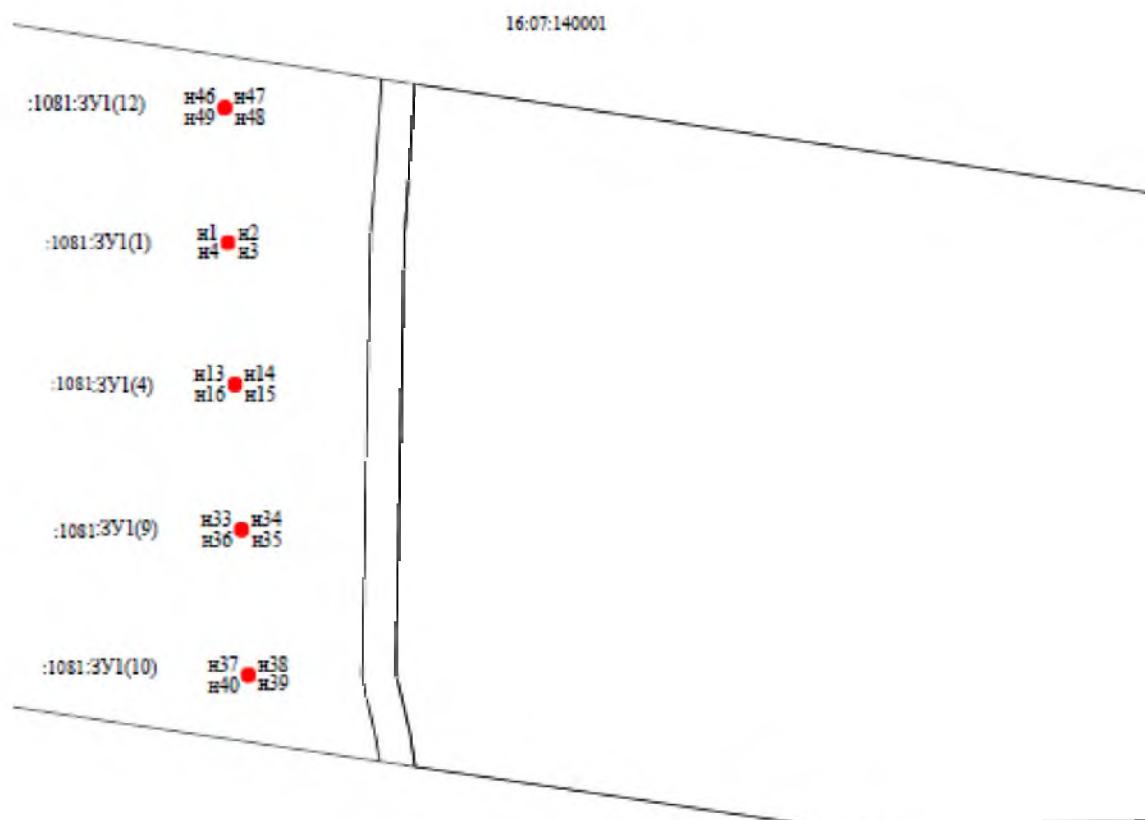 16:07:140001
:1081:ЗУ1(12)
н46 н47
н49 н48
:1081:ЗУ1(1)
н1 н2
н4 н3
:1081:ЗУ1(4)
н13 н14
н16 н15
:1081:ЗУ1(9)
н33 н34
н36 н35
:1081:ЗУ1(10)
н37 н38
н40 н39